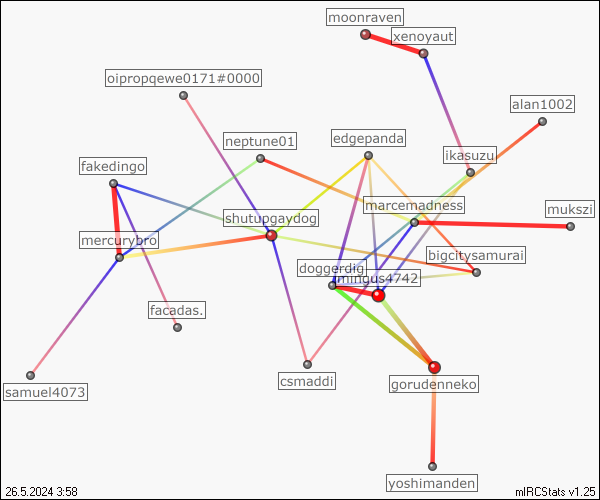 moonraven
xenoyaut
oipropqewe0171#0000
alan1002
neptune01
edgepanda
ikasuzu
fakedingo
marcenadness
shutupgaydog
mukszi
mercurybro
bigcitysamurai
doggerdig
mingus4742
facadas.
csmaddi
gorudenneko
samuel4073
yoshimanden
26.5.2024 3:58
mIRCStats v1.25